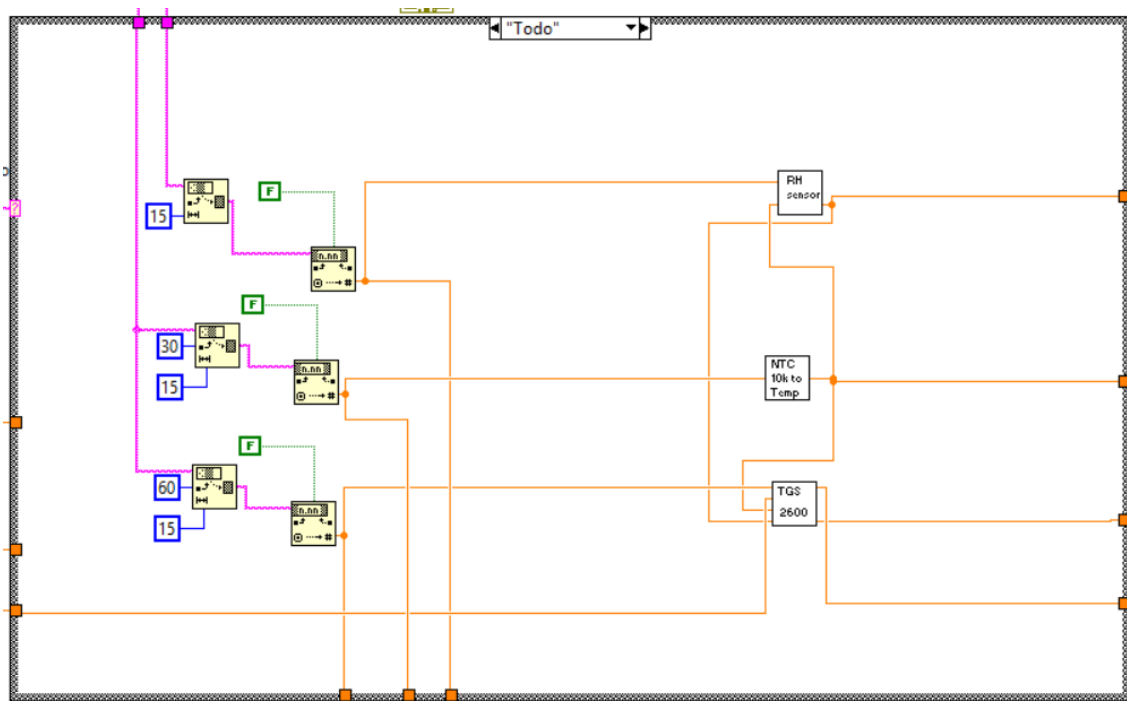 "Todo"
RH
sensor
F
15
n.nn
F
30
n.nn
NTC
10k to
Temp
15
F
60
n.nn
TGS
2600
15
?